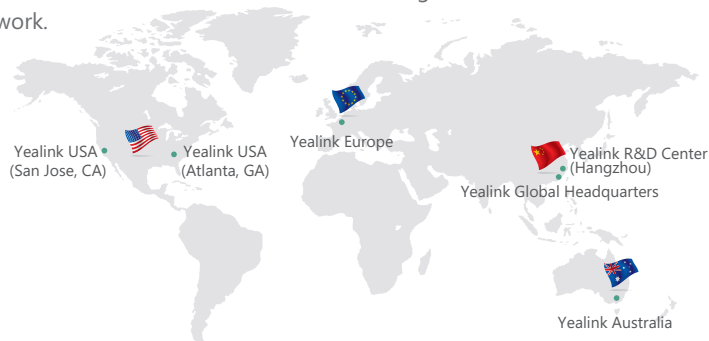 work.
Yealink USA
(San Jose, CA)
Yealink USA
(Atlanta, GA)
Yealink Europe
Yealink R&D Center
(Hangzhou)
Yealink Global Headquarters
Yealink Australia